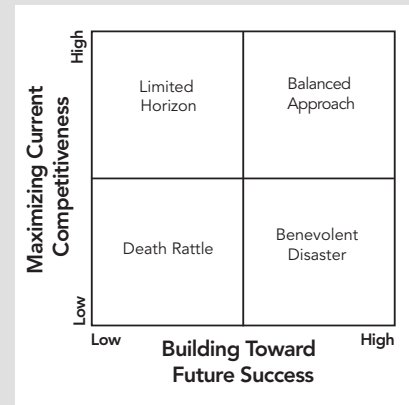 High
Maximizing Current
Competitiveness
Low
Limited
Horizon
Balanced
Approach
Death Rattle
Benevolent
Disaster
Low
High
Building Toward
Future Success